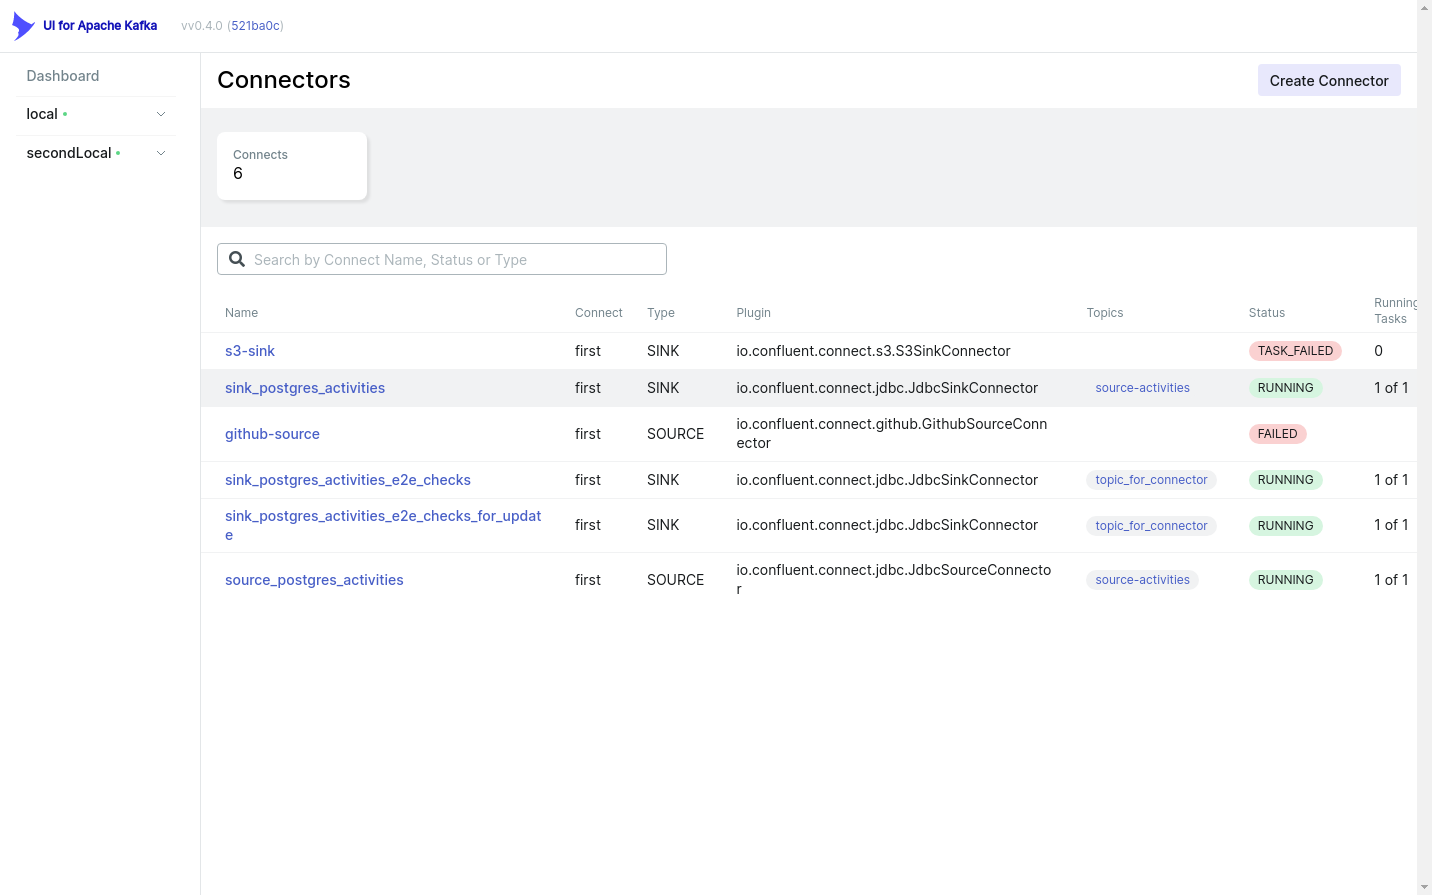 UI for Apache Kafka
vv0.4.0 (521ba0c)
Dashboard
local
secondLocal
Connectors
Create Connector
Connects
6
Search by Connect Name, Status or Type
Name Connect TYPE Plugin Topics Status Running Tasks
s3-sink first SINK io.confluent.connect.s3.S3SinkConnector TASK_FAILED 0
sink_postgres_activities first SINK io.confluent.connect.jdbc.JdbcSinkConnector source-activities RUNNING 1 of 1
github-source first SOURCE io.confluent.connect.github.GithubSourceConn
ector FAILED
sink_postgres_activities_e2e_checks first SINK io.confluent.connect.jdbc.JdbcSinkConnector topic_for_connector RUNNING 1 of 1
sink_postgres_activities_e2e_checks_for_updat
e first SINK io.confluent.connect.jdbc.JdbcSinkConnector topic_for_connector RUNNING 1 of 1
source_postgres_activities first SOURCE io.confluent.connect.jdbc.JdbcSourceConnecto
r source-activities RUNNING 1 of 1